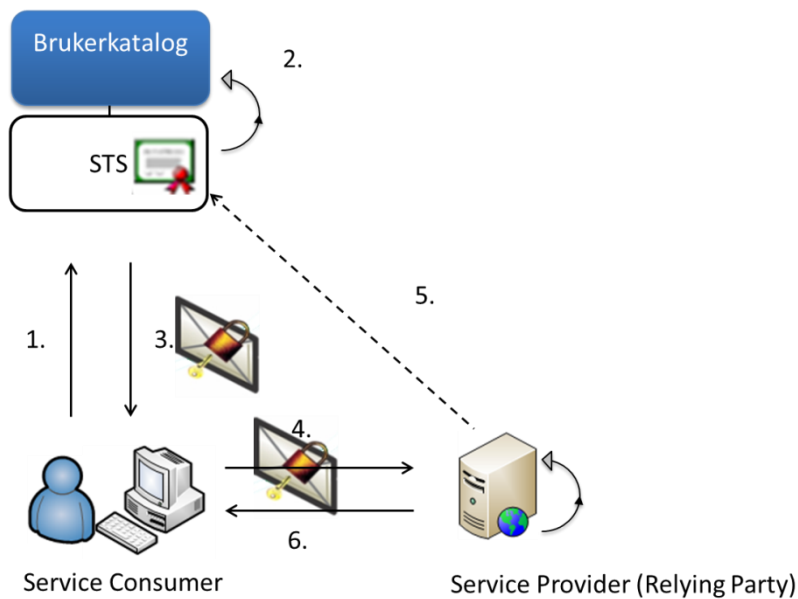 Brukerkatalog
2.
STS
5.
1.
3.
4.
6.
Service Consumer
Service Provider (Relying Party)